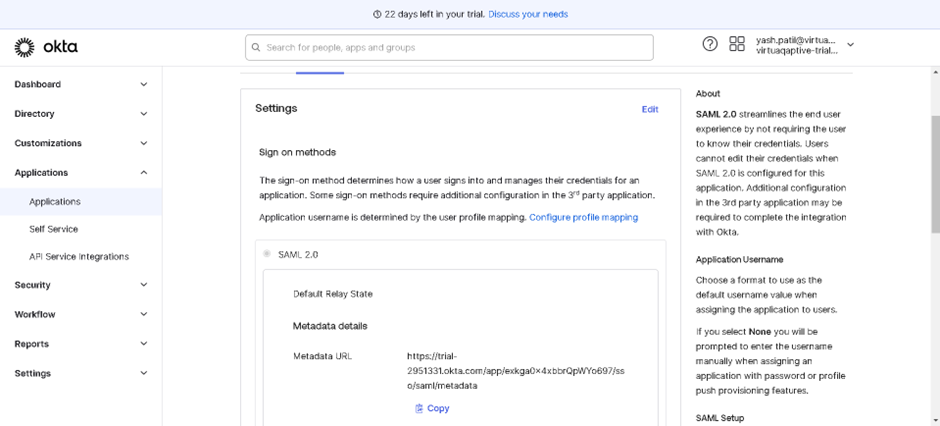 22 days left in your trial. Discuss your needs
okta
Search for people, apps and groups
yash.patil@virtua...
virtuaqaptive-trial...
Dashboard
Directory
Customizations
Applications
Applications
Self Service
API Service Integrations
Security
Workflow
Reports
Settings
Settings
Edit
Sign on methods
The sign-on method determines how a user signs into and manages their credentials for an
application. Some sign-on methods require additional configuration in the 3rd party application.
Application username is determined by the user profile mapping. Configure profile mapping
SAML 2.0
Default Relay State
Metadata details
Metadata URL
https://trial-
2951331.okta.com/app/exkga0x4xbbrQpWYo697/ss
o/saml/metadata
Copy
About
SAML 2.0 streamlines the end user
experience by not requiring the user
to know their credentials. Users
cannot edit their credentials when
SAML 2.0 is configured for this
application. Additional configuration
in the 3rd party application may be
required to complete the integration
with Okta.
Application Username
Choose a format to use as the
default username value when
assigning the application to users.
If you select None you will be
prompted to enter the username
manually when assigning an
application with password or profile
push provisioning features.
SAML Setup